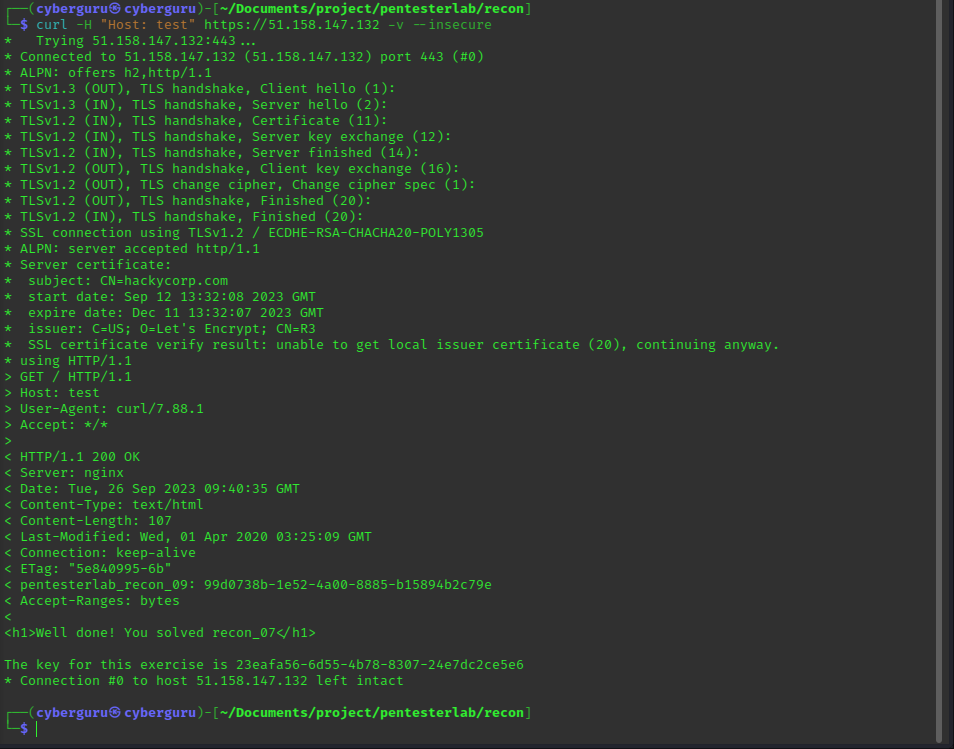 ┌──(cyberguru㉿cyberguru)-[~/Documents/project/pentesterlab/recon]
└─$ curl -H "Host: test" https://51.158.147.132 -v --insecure
*   Trying 51.158.147.132:443...
* Connected to 51.158.147.132 (51.158.147.132) port 443 (#0)
* ALPN: offers h2,http/1.1
* TLSv1.3 (OUT), TLS handshake, Client hello (1):
* TLSv1.3 (IN), TLS handshake, Server hello (2):
* TLSv1.2 (IN), TLS handshake, Certificate (11):
* TLSv1.2 (IN), TLS handshake, Server key exchange (12):
* TLSv1.2 (IN), TLS handshake, Server finished (14):
* TLSv1.2 (OUT), TLS handshake, Client key exchange (16):
* TLSv1.2 (OUT), TLS change cipher, Change cipher spec (1):
* TLSv1.2 (OUT), TLS handshake, Finished (20):
* TLSv1.2 (IN), TLS handshake, Finished (20):
* SSL connection using TLSv1.2 / ECDHE-RSA-CHACHA20-POLY1305
* ALPN: server accepted http/1.1
* Server certificate:
*  subject: CN=hackycorp.com
*  start date: Sep 12 13:32:08 2023 GMT
*  expire date: Dec 11 13:32:07 2023 GMT
*  issuer: C=US; O=Let's Encrypt; CN=R3
*  SSL certificate verify result: unable to get local issuer certificate (20), continuing anyway.
* using HTTP/1.1
> GET / HTTP/1.1
> Host: test
> User-Agent: curl/7.88.1
> Accept: */*
>
< HTTP/1.1 200 OK
< Server: nginx
< Date: Tue, 26 Sep 2023 09:40:35 GMT
< Content-Type: text/html
< Content-Length: 107
< Last-Modified: Wed, 01 Apr 2020 03:25:09 GMT
< Connection: keep-alive
< ETag: "5e840995-6b"
< pentesterlab_recon_09: 99d0738b-1e52-4a00-8885-b15894b2c79e
< Accept-Ranges: bytes
<
<h1>Well done! You solved recon_07</h1>

The key for this exercise is 23eafa56-6d55-4b78-8307-24e7dc2ce5e6
* Connection #0 to host 51.158.147.132 left intact

┌──(cyberguru㉿cyberguru)-[~/Documents/project/pentesterlab/recon]
└─$